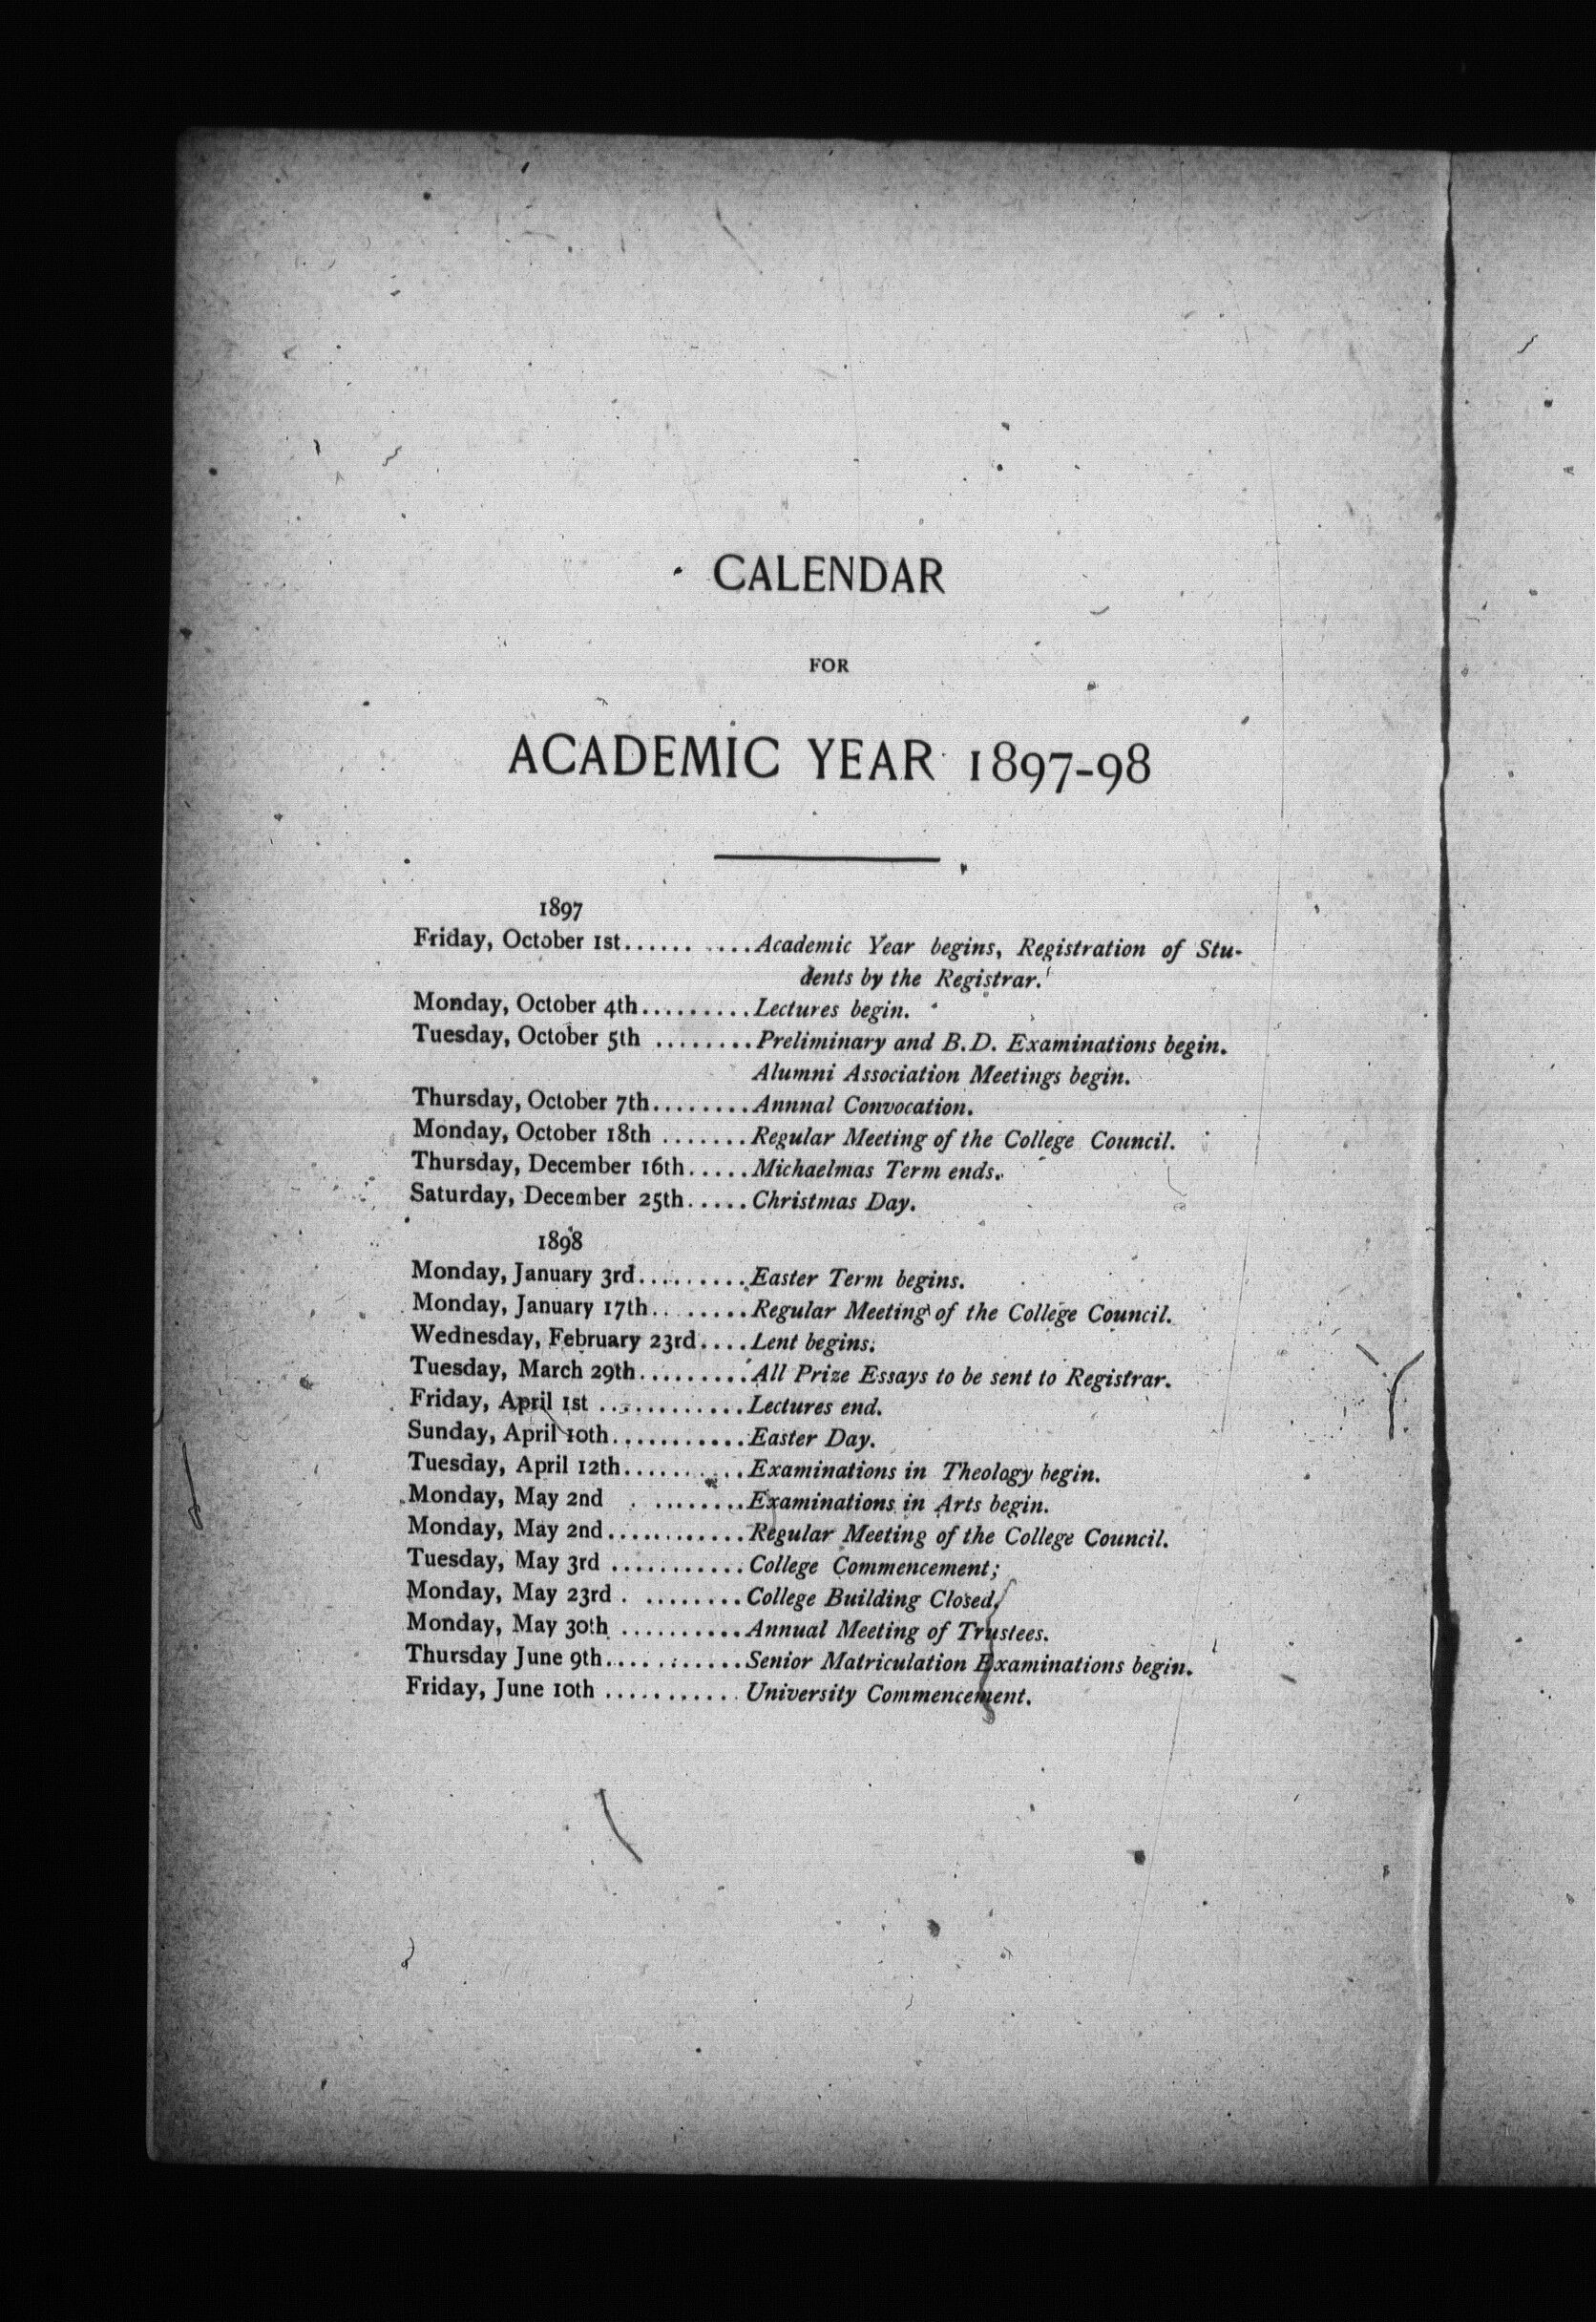 CALENDAR
FOR
ACADEMIC YEAR 1897-98
1897
Friday, October 1st...... ....Academic Year begins, Registration of Stu-
dents by the Registrar.
Monday, October 4th.........Lectures begin.
Tuesday, October 5th ........Preliminary and B.D. Examinations begin.
Alumni Association Meetings begin.
Thursday, October 7th........Annnal Convocation.
Monday, October 18th .......Regular Meeting of the College Council.
Thursday, December 16th.....Michaelmas Term ends.
Saturday, December 25th.....Christmas Day.
1898
Monday, January 3rd.........Easter Term begins.
Monday, January 17th.. ......Regular Meeting of the College Council.
Wednesday, February 23rd....Lent begins.
Tuesday, March 29th.........All Prize Essays to be sent to Registrar.
Friday, April 1st ............Lectures end.
Sunday, April 10th...........Easter Day.
Tuesday, April 12th..........Examinations in Theology begin.
Monday, May 2nd . ........Examinations in Arts begin.
Monday, May 2nd............Regular Meeting of the College Council.
Tuesday, May 3rd ...........College Commencement;
Monday, May 23rd . ........College Building Closed.
Monday, May 30th ..........Annual Meeting of Trustees.
Thursday June 9th...........Senior Matriculation Examinations begin.
Friday, June 10th ...........University Commencement.